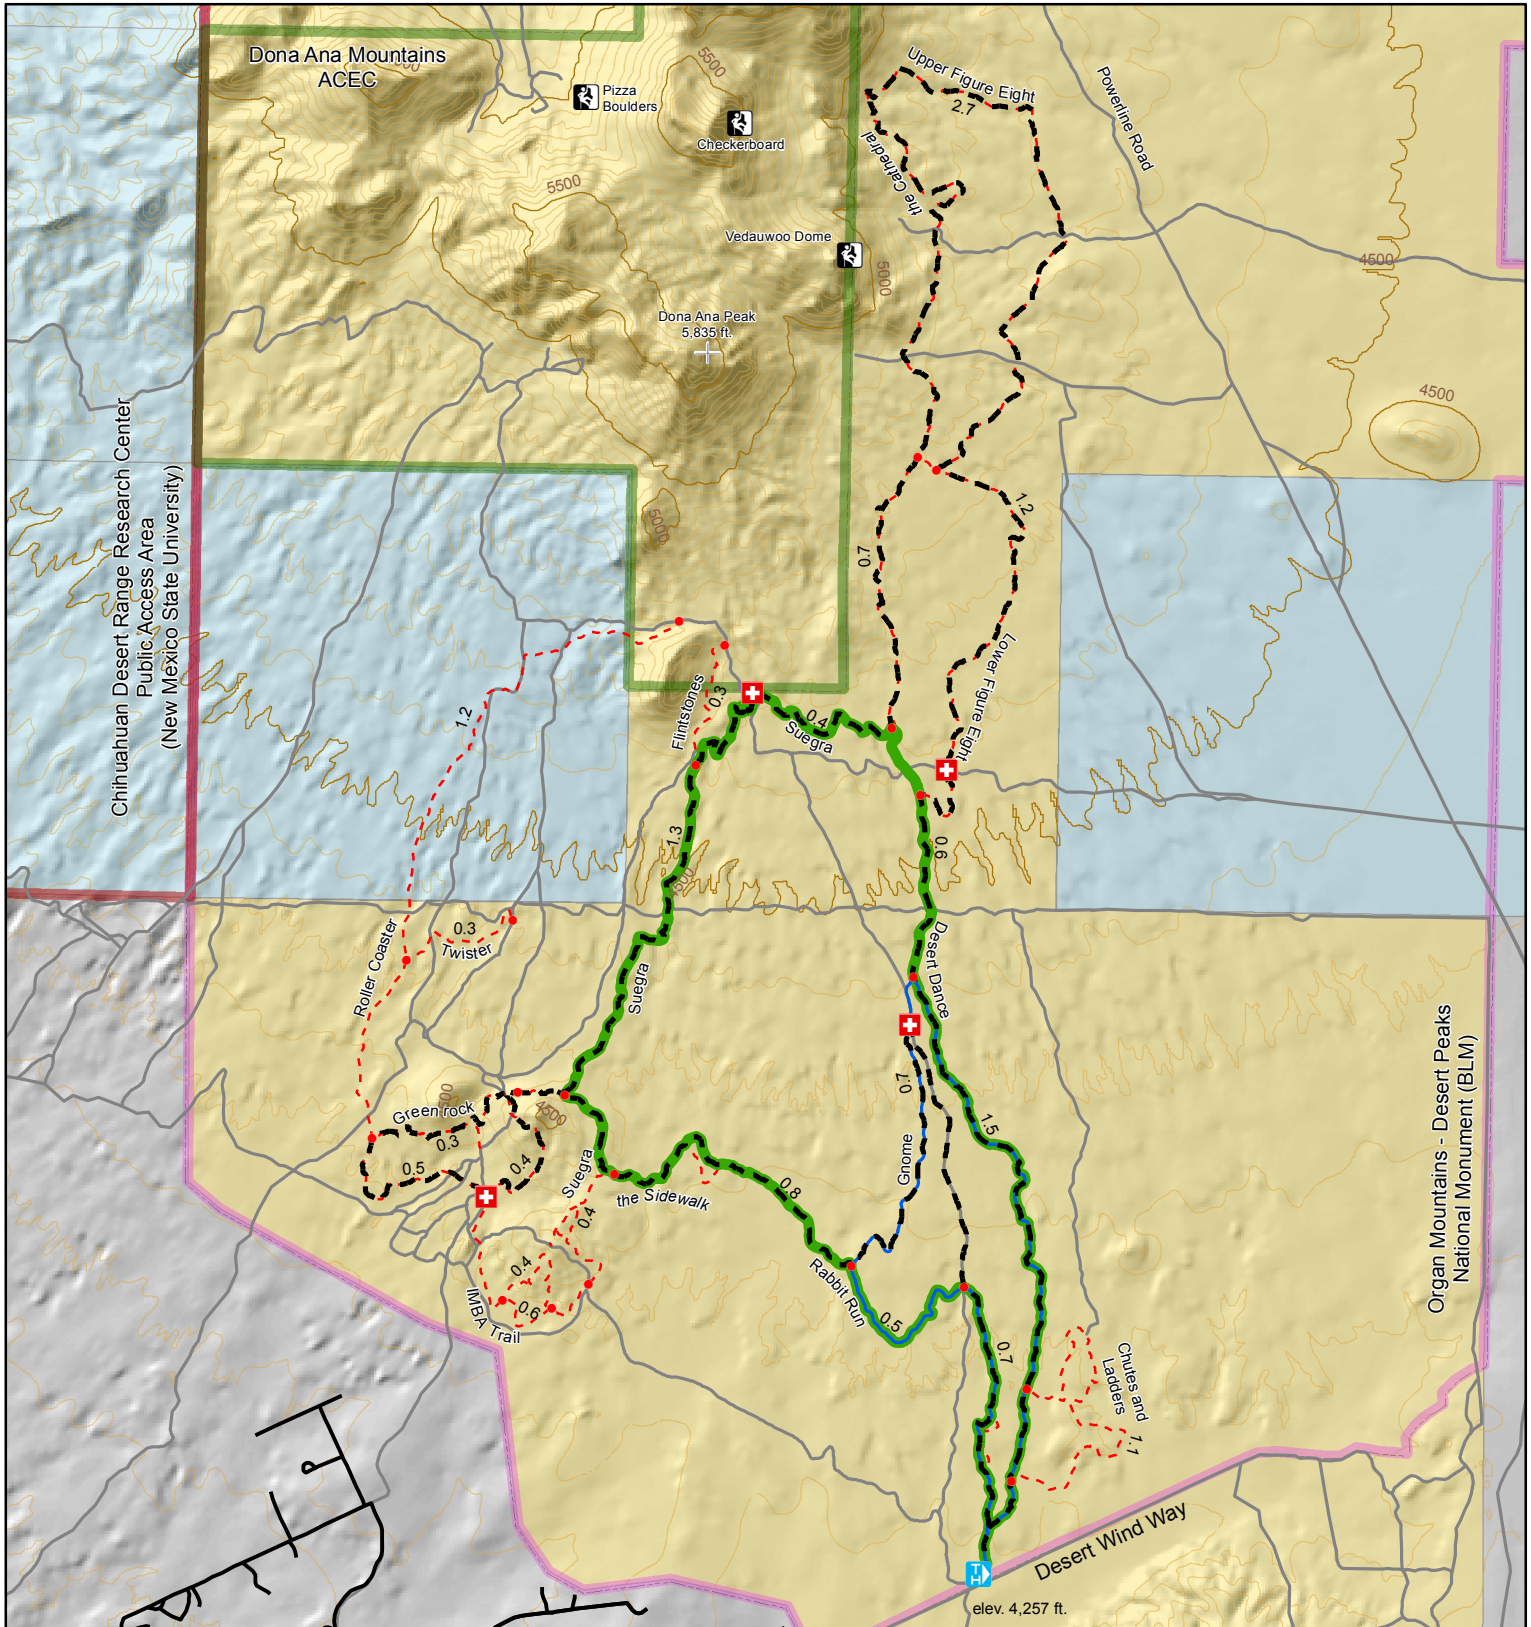 Dona Ana Mountains
ACEC
5500
5500
Pizza
Boulders
Checkerboard
Upper Figure Eight
2.7
Powerline Road
the Cathedral
5500
Vedauwoo Dome
5000
4500
Dona Ana Peak
5,835 ft.
4500
Chihuahuan Desert Range Research Center
Public Access Area
(New Mexico State University)
5000
1.2
0.7
Lower Figure Eight
1.2
Flintstones
0.3
0.4
Suegra
1.3
4500
0.6
Roller Coaster
0.3
Twister
Suegra
Desert Dance
Organ Mountains - Desert Peaks
National Monument (BLM)
Green rock
500
4500
0.3
0.5
0.4
0.7
Gnome
1.5
Suegra
the Sidewalk
0.8
0.4
0.4
0.6
IMBA Trail
Rabbit Run
0.5
0.7
Chutes and
Ladders
1.1
Desert Wind Way
TH
elev. 4,257 ft.